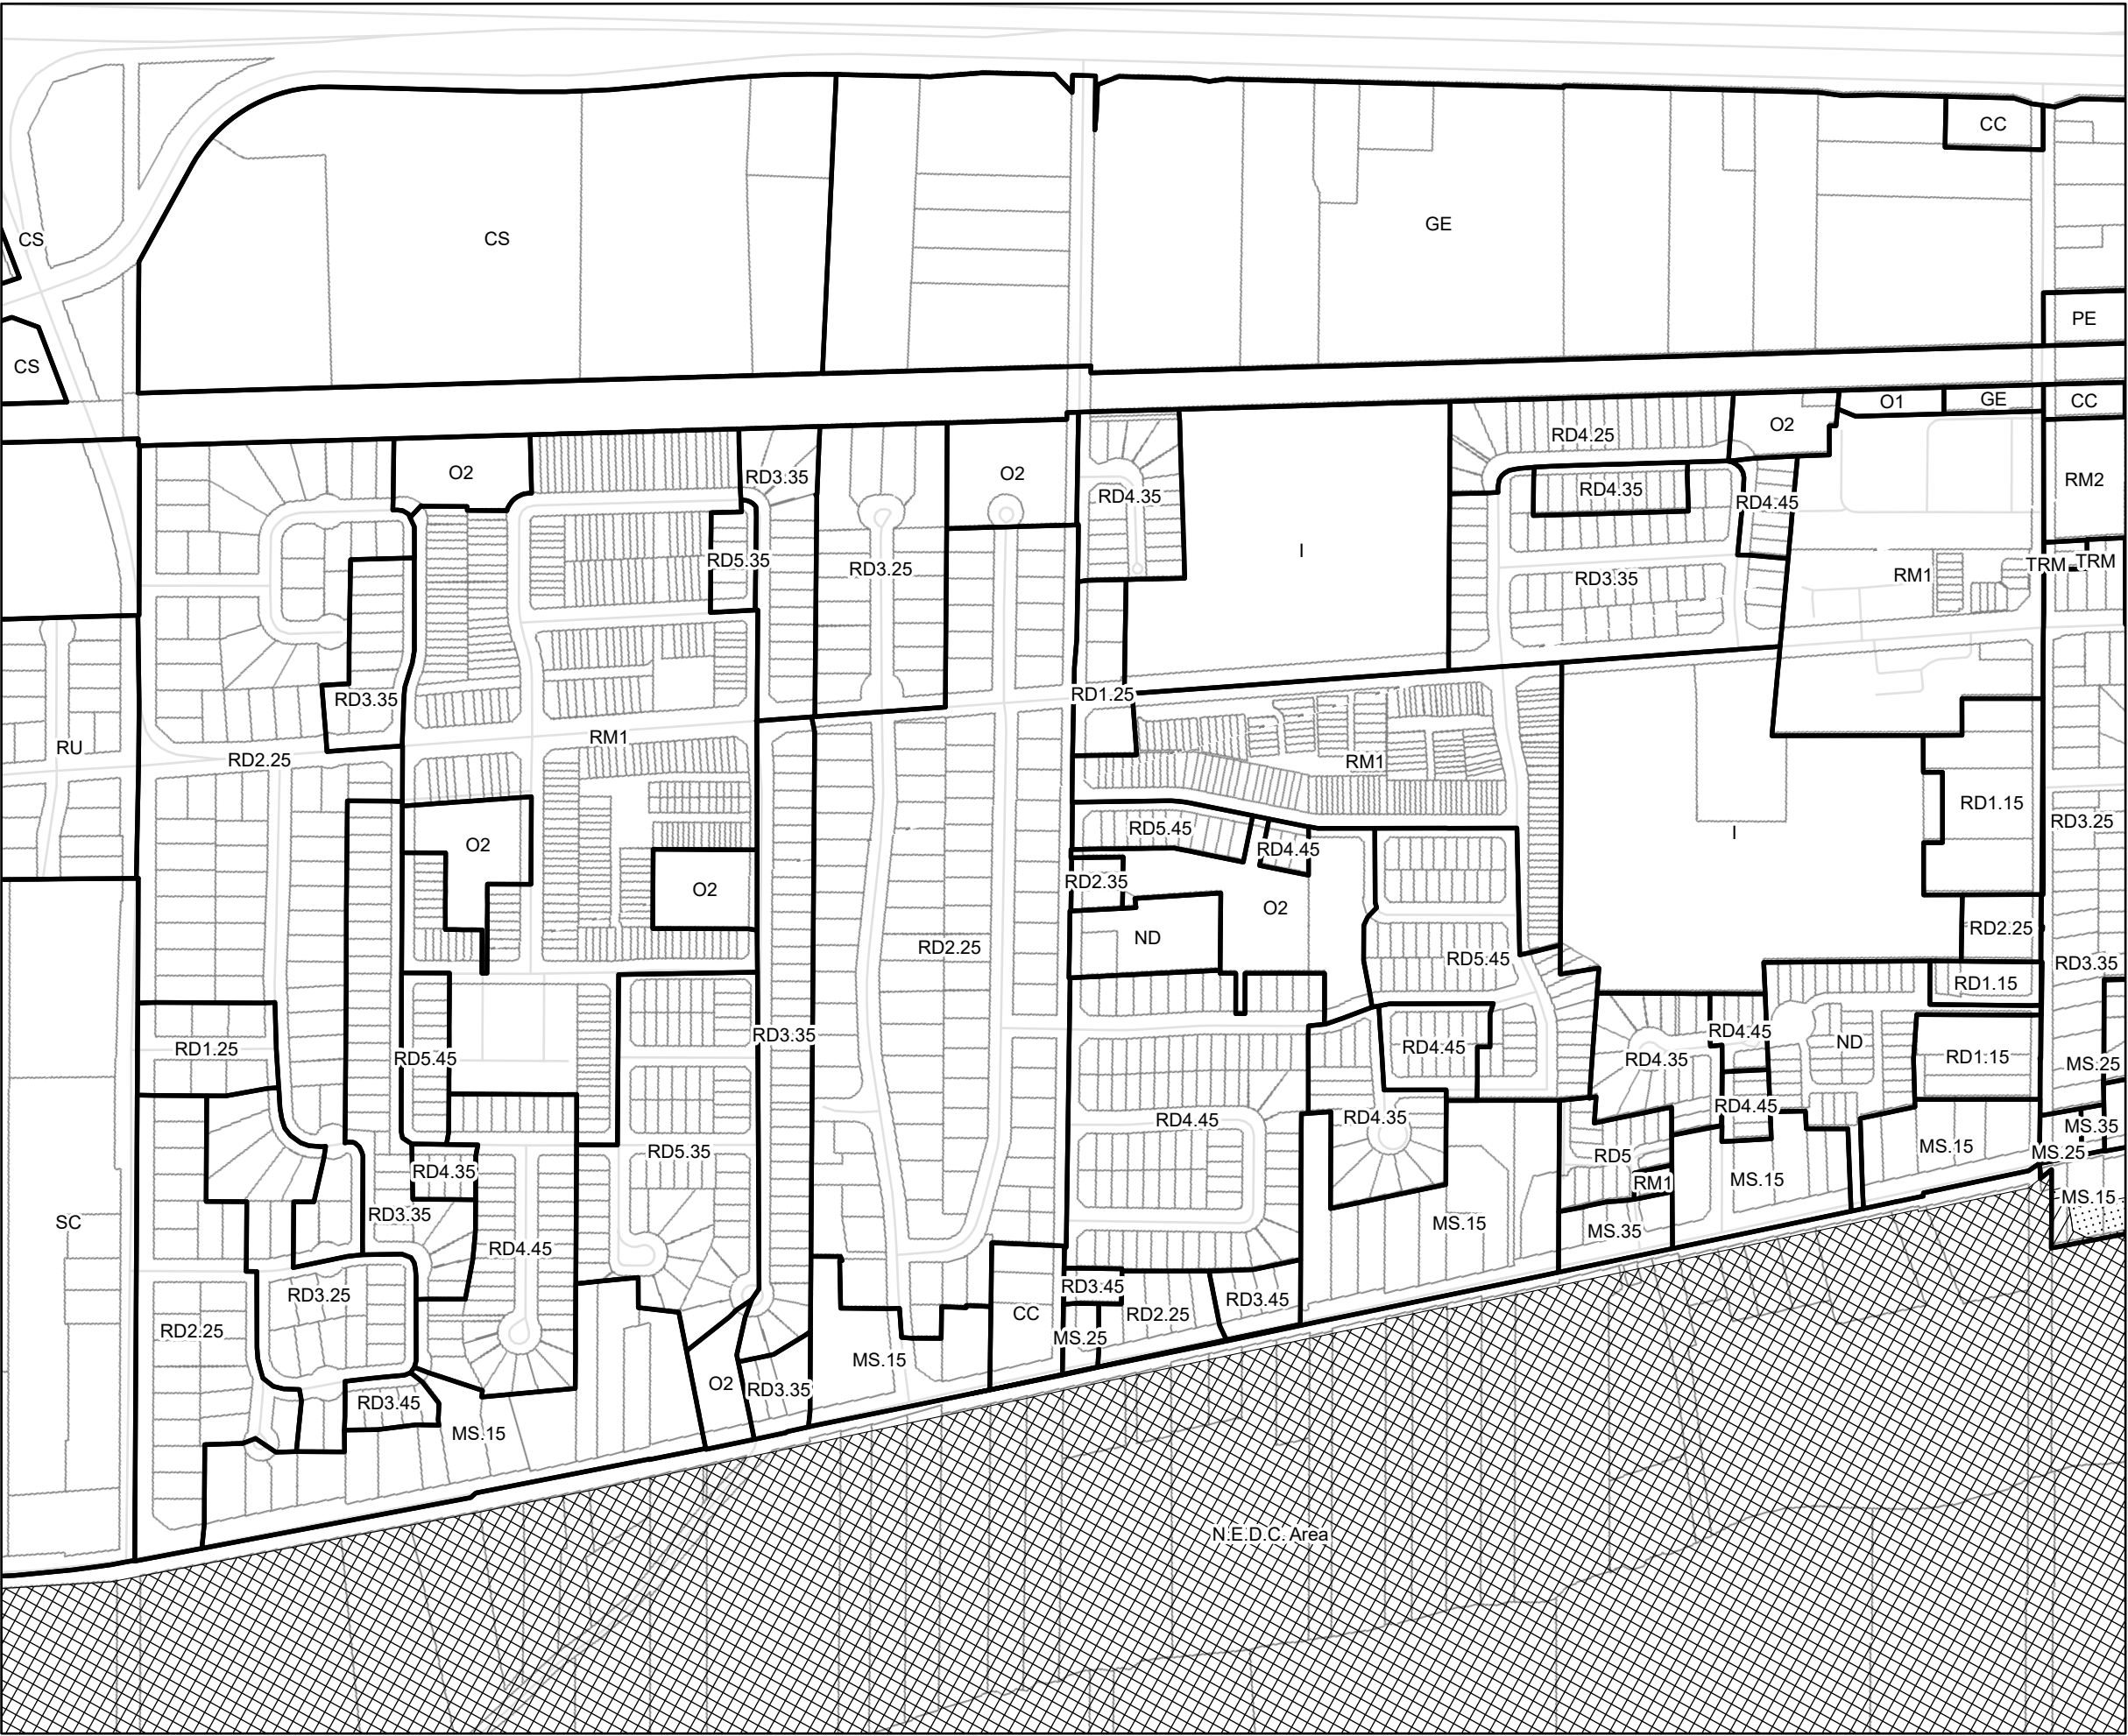 CC
GE
CS
CS
PE
CS
O1
GE
CC
O2
RD4.25
O2
RD3.35
O2
RM2
RD4.35
RD4.35
RD4.45
I
RD5.35
RD3.25
TRM
TRM
RM1
RD3.35
RD1.25
RD3.35
RM1
RU
RD2.25
RM1
RD1.15
RD3.25
RD5.45
I
O2
RD4.45
RD2.35
O2
O2
RD2.25
ND
RD2.25
RD5.45
RD3.35
RD1.15
RD4.45
RD3.35
ND
RD4.45
RD1.25
RD1.15
RD5.45
RD4.35
MS.25
RD4.45
RD4.45
RD4.35
MS.35
MS.15
RD5.35
MS.25
RD5
RD4.35
MS.15
RM1
MS.15
RD3.35
SC
MS.15
MS.35
RD4.45
RD3.45
RD3.25
RD3.45
CC
RD2.25
RD2.25
MS.25
MS.15
O2
RD3.35
RD3.45
MS.15
N.E.D.C. Area